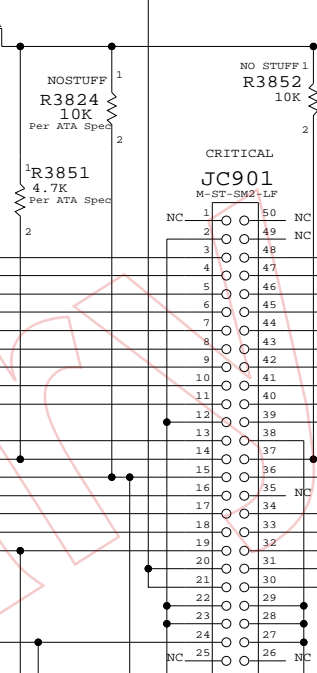 NOSTUFF 1
R3824
10K
Per ATA Spec
2
NO STUFF 1
R3852
10K
2
1 R3851
4.7K
Per ATA Spec
2
CRITICAL
JC901
M-ST-SM2-LF
NC 1 50 NC
2 49 NC
3 48
4 47
5 46
6 45
7 44
8 43
9 42
10 41
11 40
12 39
13 38
14 37
15 36
16 35 NC
17 34
18 33
19 32
20 31
21 30
22 29
23 28
24 27
NC 25 26 NC